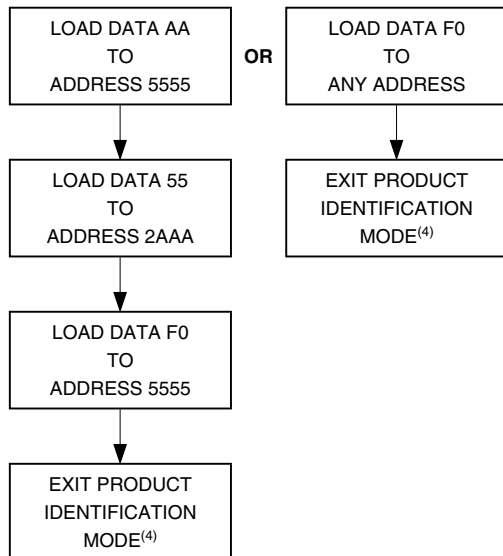 LOAD DATA AA
TO
ADDRESS 5555
LOAD DATA 55
TO
ADDRESS 2AAA
LOAD DATA F0
TO
ADDRESS 5555
EXIT PRODUCT
IDENTIFICATION
MODE(4)
OR
LOAD DATA F0
TO
ANY ADDRESS
EXIT PRODUCT
IDENTIFICATION
MODE(4)